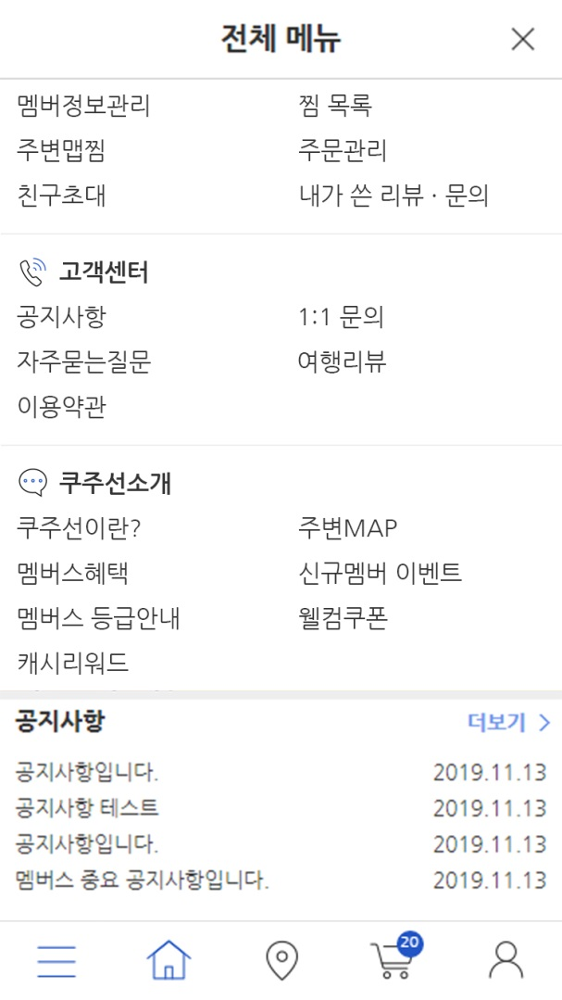 전체 메뉴
멤버정보관리 찜 목록
주변맵찜 주문관리
친구초대 내가 쓴 리뷰 · 문의
고객센터
공지사항 1:1 문의
자주묻는질문 여행리뷰
이용약관
쿠주선소개
쿠주선이란? 주변MAP
멤버스혜택 신규멤버 이벤트
멤버스 등급안내 웰컴쿠폰
캐시리워드
공지사항 더보기
공지사항입니다. 2019.11.13
공지사항 테스트 2019.11.13
공지사항입니다. 2019.11.13
멤버스 중요 공지사항입니다. 2019.11.13
20